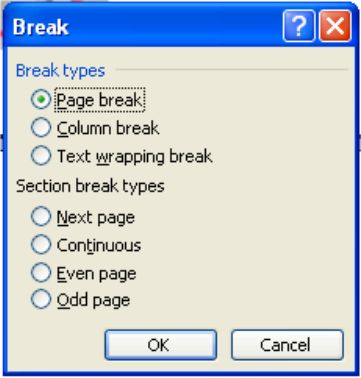 Break
Break types
Page break
Column break
Text wrapping break
Section break types
Next page
Continuous
Even page
Odd page
OK Cancel